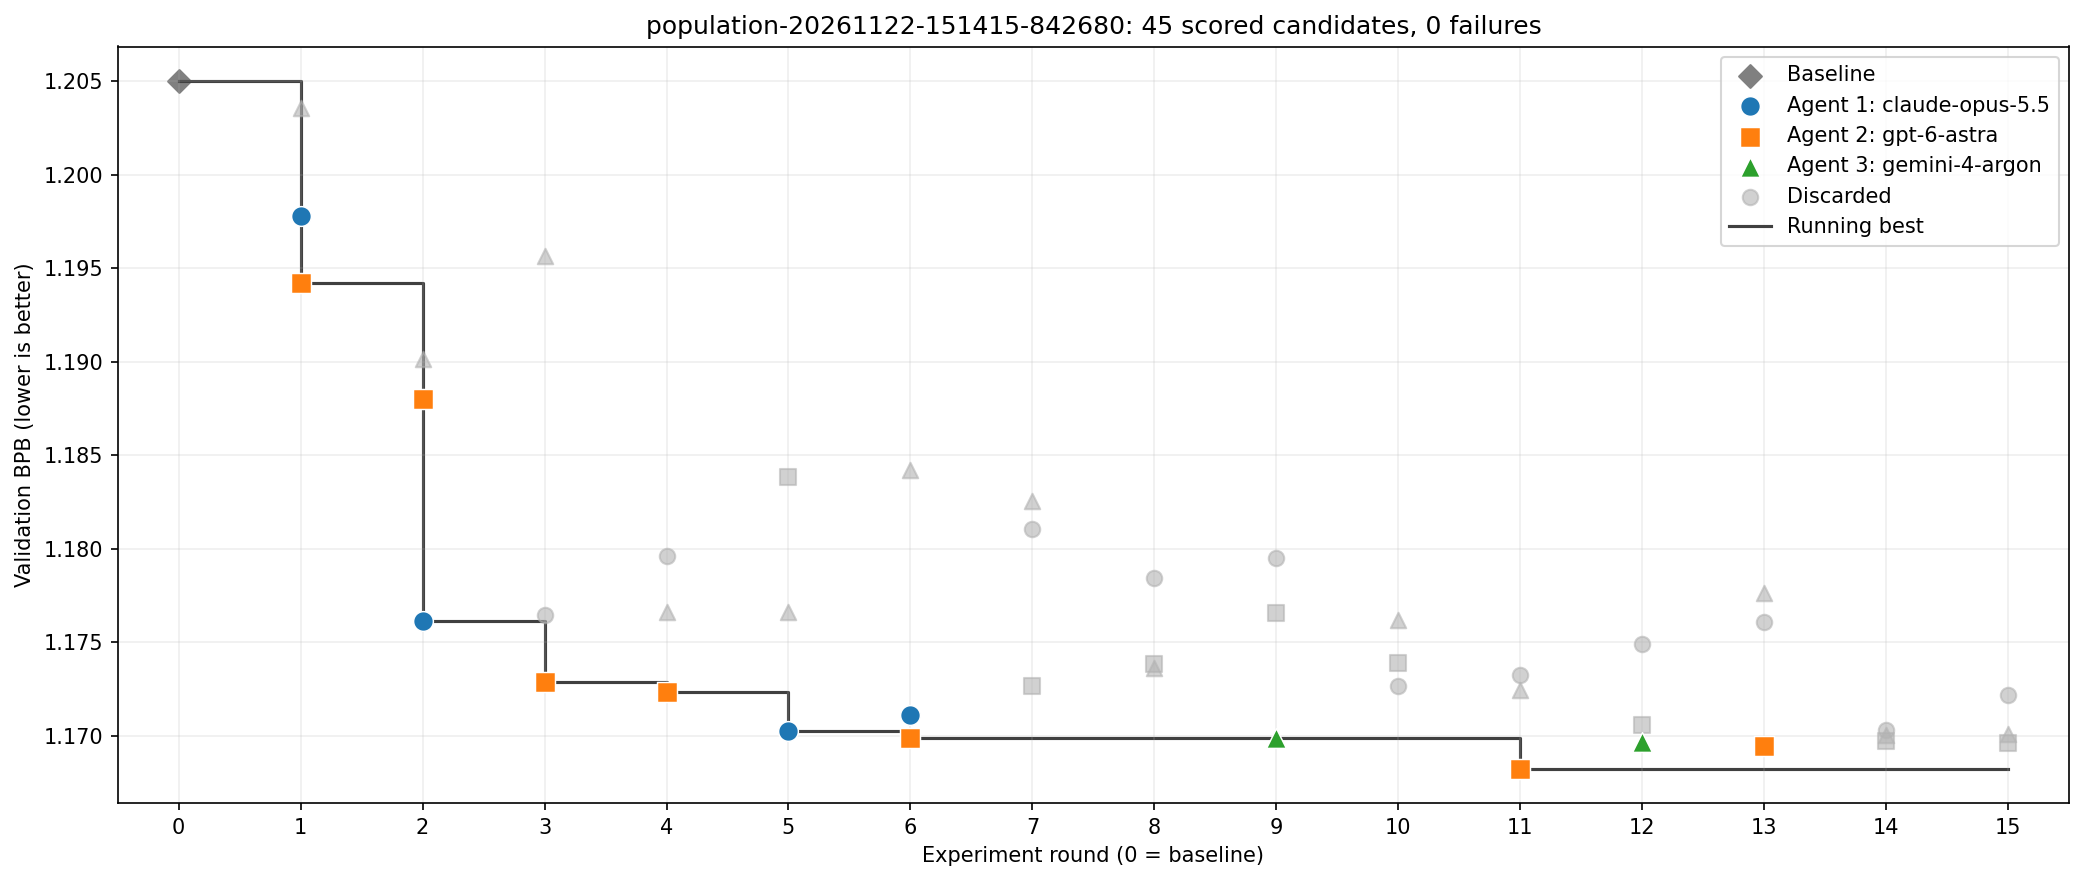 population-20261122-151415-842680: 45 scored candidates, 0 failures
Baseline
Agent 1: claude-opus-5.5
Agent 2: gpt-6-astra
Agent 3: gemini-4-argon
Discarded
Running best
Validation BPB (lower is better)
1.205
1.200
1.195
1.190
1.185
1.180
1.175
1.170
0 1 2 3 4 5 6 7 8 9 10 11 12 13 14 15
Experiment round (0 = baseline)